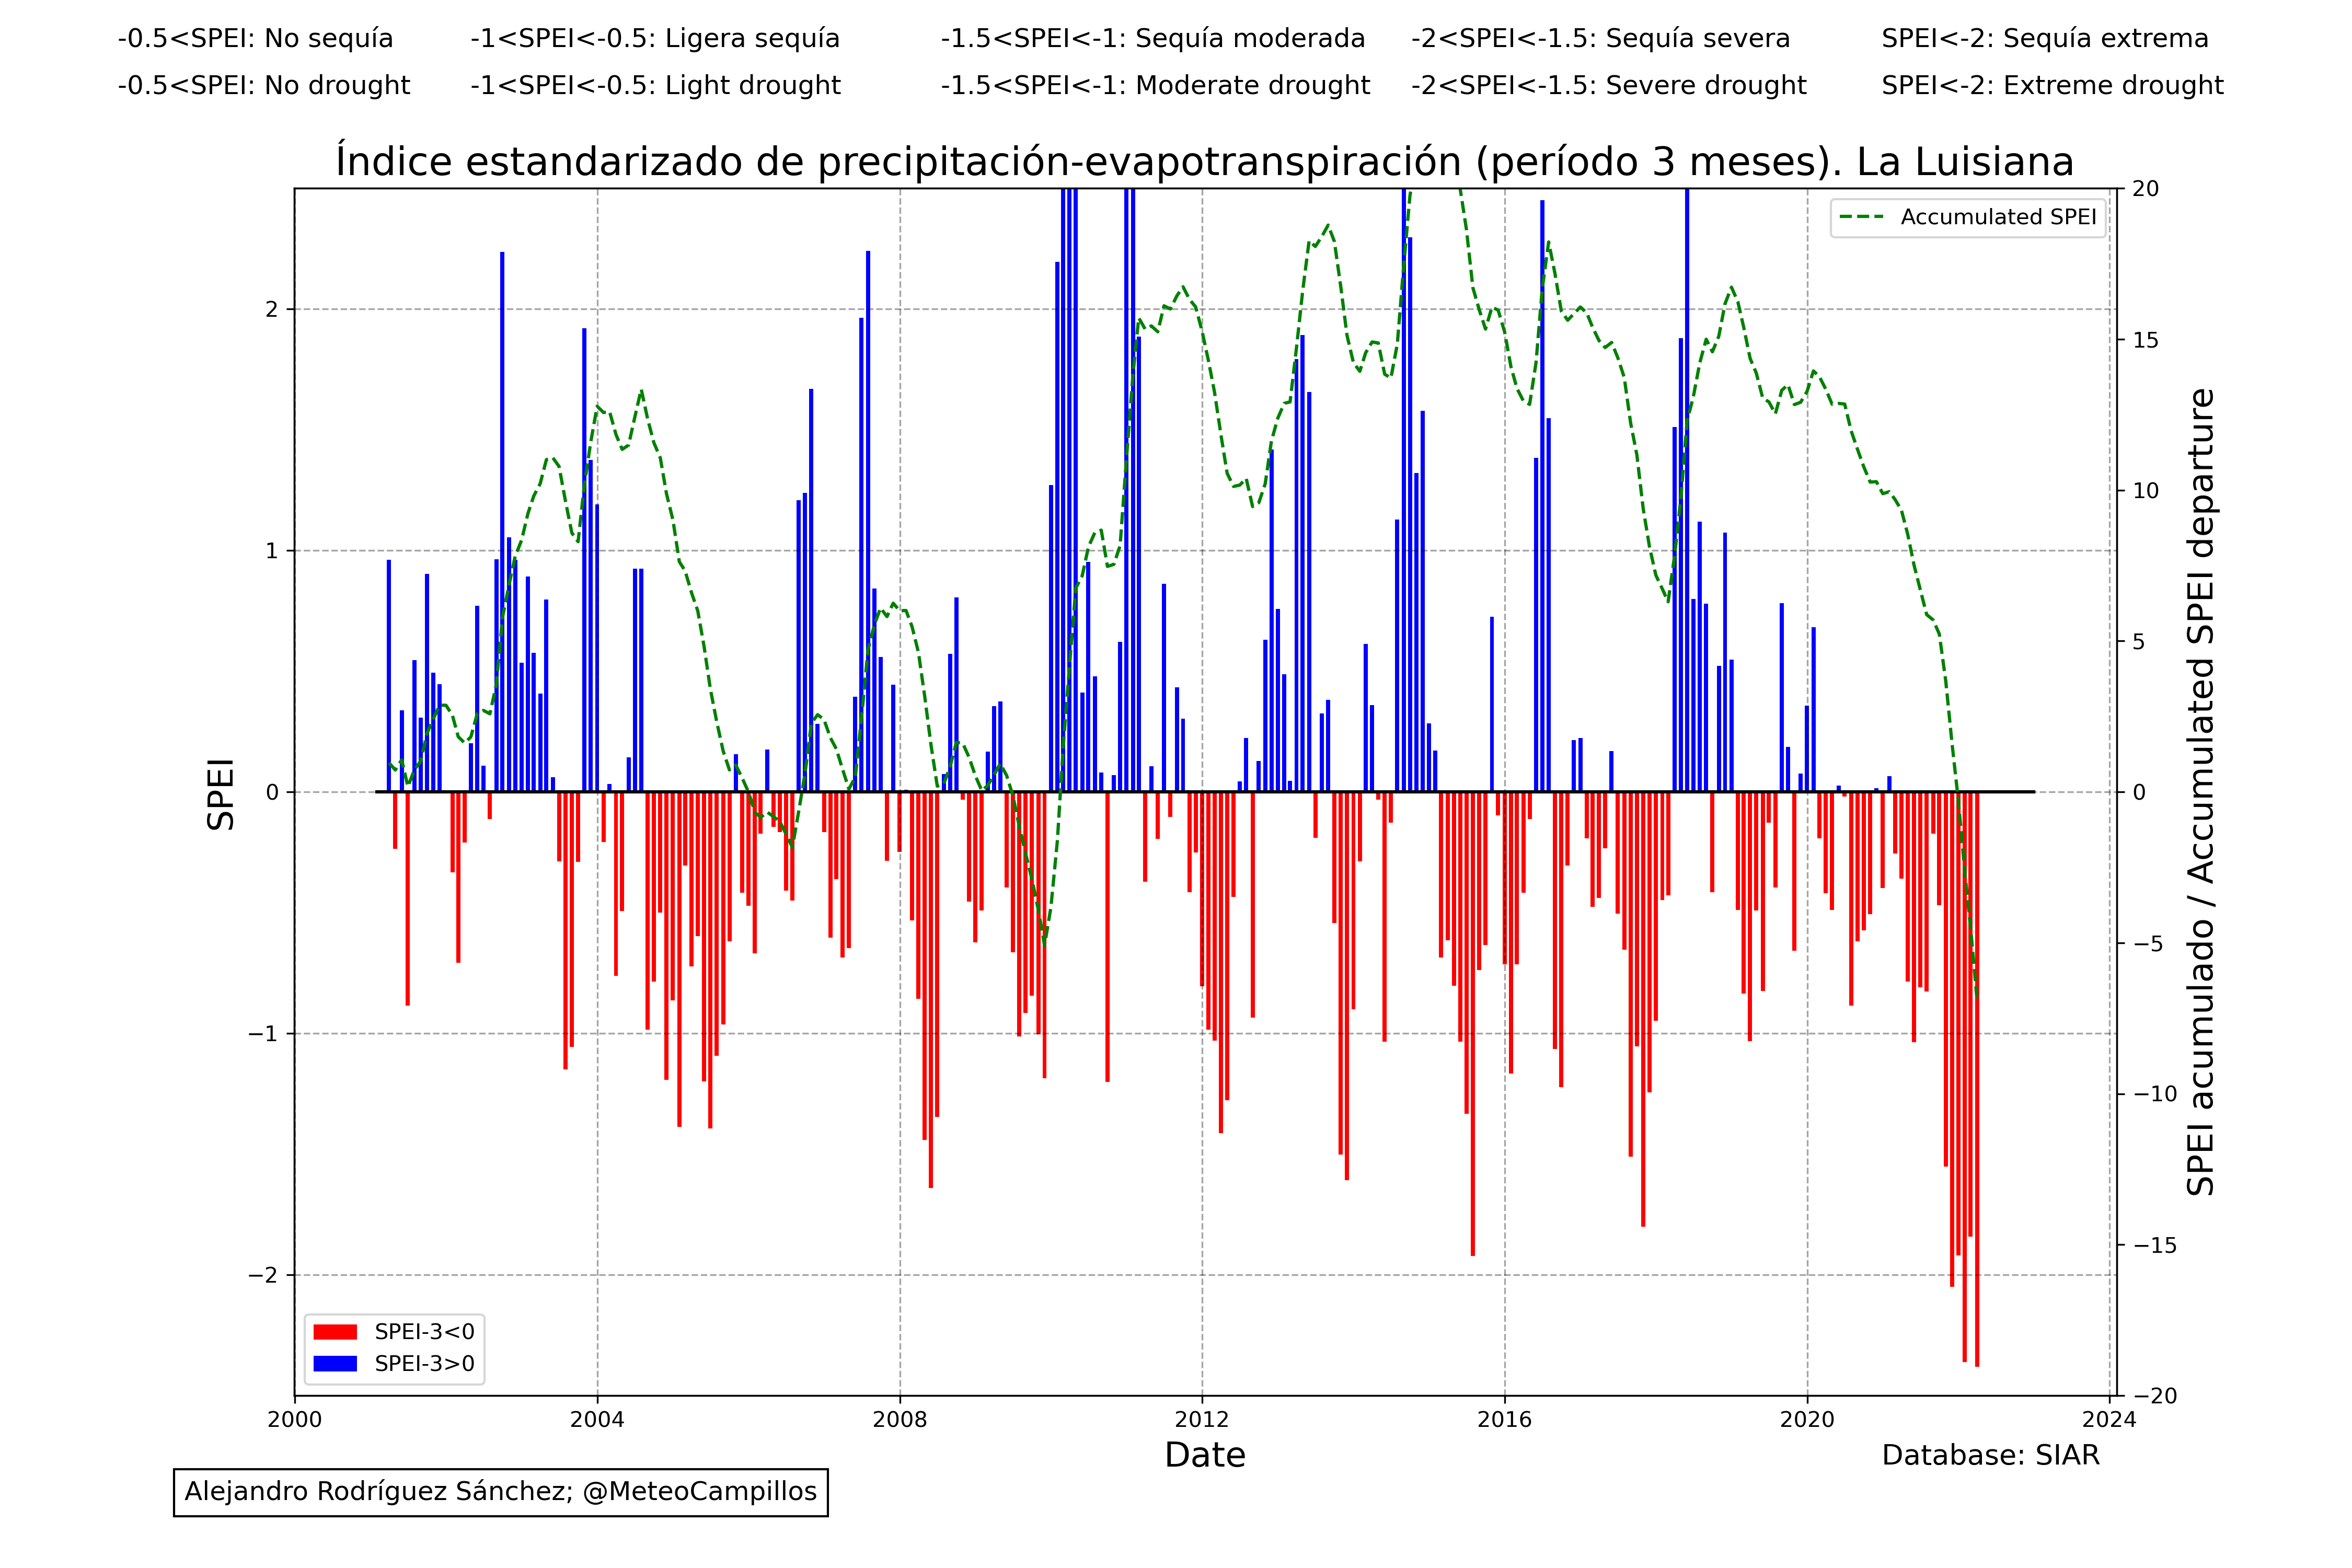 -0.5<SPEI: No sequía -1<SPEI<-0.5: Ligera sequía -1.5<SPEI<-1: Sequía moderada -2<SPEI<-1.5: Sequía severa SPEI<-2: Sequía extrema
-0.5<SPEI: No drought -1<SPEI<-0.5: Light drought -1.5<SPEI<-1: Moderate drought -2<SPEI<-1.5: Severe drought SPEI<-2: Extreme drought
Índice estandarizado de precipitación-evapotranspiración (período 3 meses). La Luisiana
Accumulated SPEI
SPEI
2
1
0
−1
−2
20
15
10
5
0
−5
−10
−15
−20
SPEI acumulado / Accumulated SPEI departure
SPEI-3<0
SPEI-3>0
2000 2004 2008 2012 2016 2020 2024
Date
Database: SIAR
Alejandro Rodríguez Sánchez; @MeteoCampillos